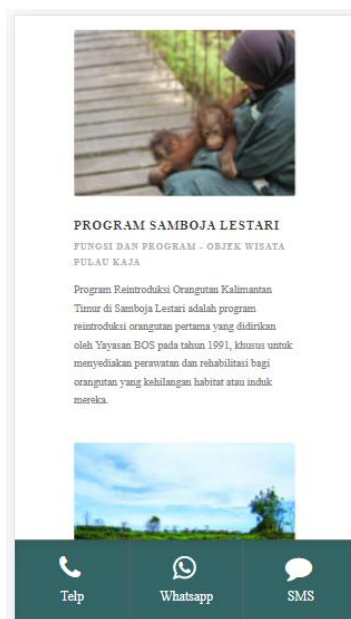 PROGRAM SAMBOJA LESTARI
FUNGSI DAN PROGRAM - OBJEK WISATA
PULAU KAJA
Program Reintroduksi Orangutan Kalimantan
Timur di Samboja Lestari adalah program
reintroduksi orangutan pertama yang didirikan
oleh Yayasan BOS pada tahun 1991, khusus untuk
menyediakan perawatan dan rehabilitasi bagi
orangutan yang kehilangan habitat atau induk
mereka.
Telp Whatsapp SMS